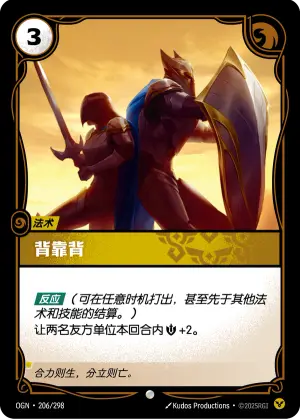 3
法术
背靠背
反应 （可在任意时机打出，甚至先于其他法
术和技能的结算。）
让两名友方单位本回合内 +2。
合力则生，分立则亡。
OGN • 206/298
Kudos Productions • ©2025RGI